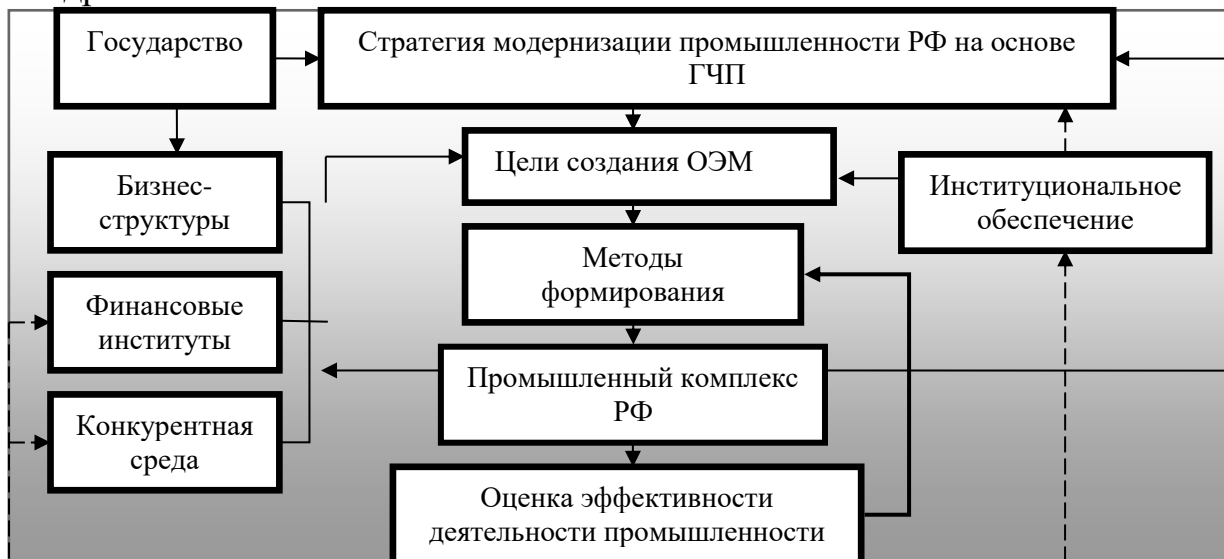 Государство
Стратегия модернизации промышленности РФ на основе
ГЧП
Цели создания ОЭМ
Бизнес-
структуры
Институциональное
обеспечение
Методы
формирования
Финансовые
институты
Промышленный комплекс
РФ
Конкурентная
среда
Оценка эффективности
деятельности промышленности